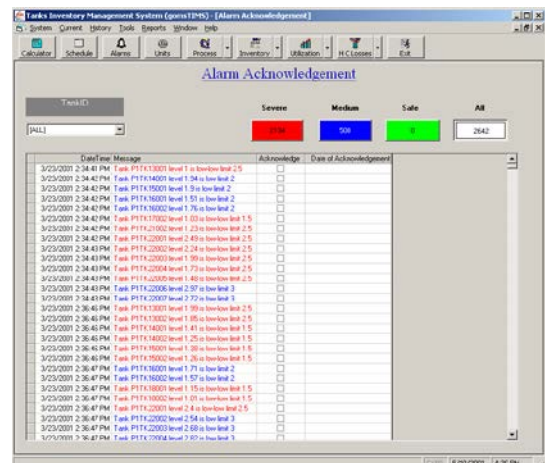 Tanks Inventory Management System (gomsTIMS) - [Alarm Acknowledgement]
System Current History Tools Reports Window Help
Calculator Schedule Alarms Units Process Inventory Utilization H.C Losses Exit
Alarm Acknowledgement
TankID
Severe Medium Safe All
[ALL]
508 0 2642
DateTime Message Acknowledge Date of Acknowledgement
3/23/2001 2:34:41 PM Tank P1TK13001 level 1 is low-low limit 2.5
3/23/2001 2:34:42 PM Tank P1TK14001 level 1.94 is low limit 2
3/23/2001 2:34:42 PM Tank P1TK15001 level 1.9 is low limit 2
3/23/2001 2:34:42 PM Tank P1TK16001 level 1.51 is low limit 2
3/23/2001 2:34:42 PM Tank P1TK16002 level 1.76 is low limit 2
3/23/2001 2:34:42 PM Tank P1TK17002 level 1.03 is low-low limit 1.5
3/23/2001 2:34:42 PM Tank P1TK21002 level 1.23 is low-low limit 2.5
3/23/2001 2:34:42 PM Tank P1TK22001 level 2.49 is low-low limit 2.5
3/23/2001 2:34:43 PM Tank P1TK22002 level 2.24 is low-low limit 2.5
3/23/2001 2:34:43 PM Tank P1TK22003 level 1.99 is low-low limit 2.5
3/23/2001 2:34:43 PM Tank P1TK22004 level 1.73 is low-low limit 2.5
3/23/2001 2:34:43 PM Tank P1TK22005 level 1.48 is low-low limit 2.5
3/23/2001 2:34:43 PM Tank P1TK22006 level 2.97 is low limit 3
3/23/2001 2:34:43 PM Tank P1TK22007 level 2.72 is low limit 3
3/23/2001 2:36:46 PM Tank P1TK13001 level 1.99 is low-low limit 2.5
3/23/2001 2:36:46 PM Tank P1TK13002 level 1.85 is low-low limit 2.5
3/23/2001 2:36:46 PM Tank P1TK14001 level 1.41 is low-low limit 1.5
3/23/2001 2:36:46 PM Tank P1TK14002 level 1.25 is low-low limit 1.5
3/23/2001 2:36:46 PM Tank P1TK15001 level 1.38 is low-low limit 1.5
3/23/2001 2:36:46 PM Tank P1TK15002 level 1.26 is low-low limit 1.5
3/23/2001 2:36:47 PM Tank P1TK16001 level 1.71 is low limit 2
3/23/2001 2:36:47 PM Tank P1TK16002 level 1.57 is low limit 2
3/23/2001 2:36:47 PM Tank P1TK18001 level 1.15 is low-low limit 1.5
3/23/2001 2:36:47 PM Tank P1TK18002 level 1.01 is low-low limit 1.5
3/23/2001 2:36:47 PM Tank P1TK22001 level 2.4 is low-low limit 2.5
3/23/2001 2:36:47 PM Tank P1TK22002 level 2.54 is low limit 3
3/23/2001 2:36:47 PM Tank P1TK22003 level 2.68 is low limit 3
3/23/2001 2:36:47 PM Tank P1TK22004 level 2.82 is low limit 3